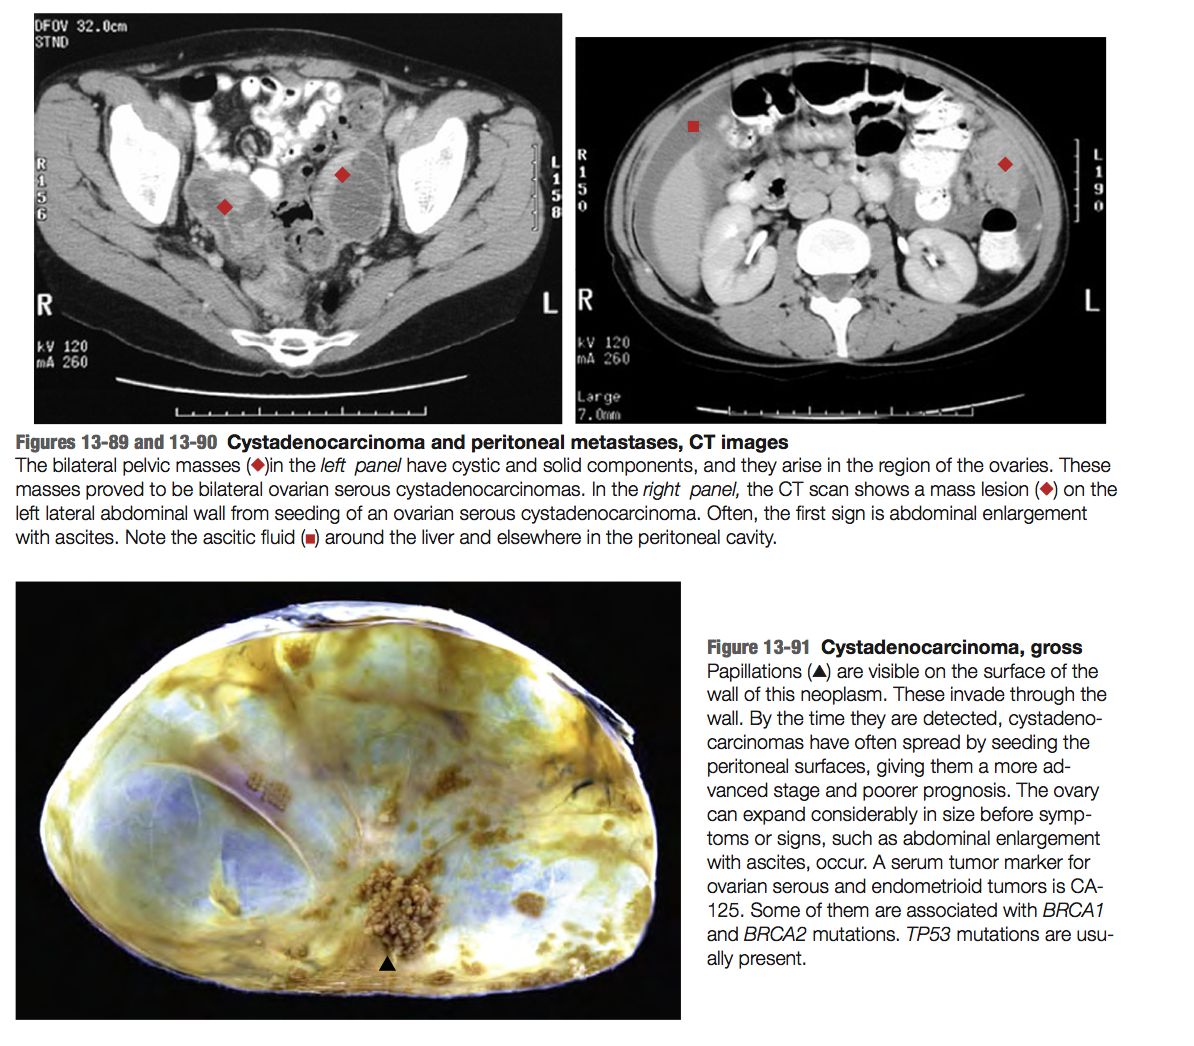 DFOV 32.0cm
STND
R
1
5
6
L
1
5
8
R
L
kV 120
mA 260
R
1
5
0
L
1
9
0
R
L
kV 120
mA 260
Large
7.0mm
Figures 13-89 and 13-90 Cystadenocarcinoma and peritoneal metastases, CT images
The bilateral pelvic masses (◆)in the left panel have cystic and solid components, and they arise in the region of the ovaries. These
masses proved to be bilateral ovarian serous cystadenocarcinomas. In the right panel, the CT scan shows a mass lesion (◆) on the
left lateral abdominal wall from seeding of an ovarian serous cystadenocarcinoma. Often, the first sign is abdominal enlargement
with ascites. Note the ascitic fluid (■) around the liver and elsewhere in the peritoneal cavity.
Figure 13-91 Cystadenocarcinoma, gross
Papillations (▲) are visible on the surface of the
wall of this neoplasm. These invade through the
wall. By the time they are detected, cystadeno-
carcinomas have often spread by seeding the
peritoneal surfaces, giving them a more ad-
vanced stage and poorer prognosis. The ovary
can expand considerably in size before symp-
toms or signs, such as abdominal enlargement
with ascites, occur. A serum tumor marker for
ovarian serous and endometrioid tumors is CA-
125. Some of them are associated with BRCA1
and BRCA2 mutations. TP53 mutations are usu-
ally present.